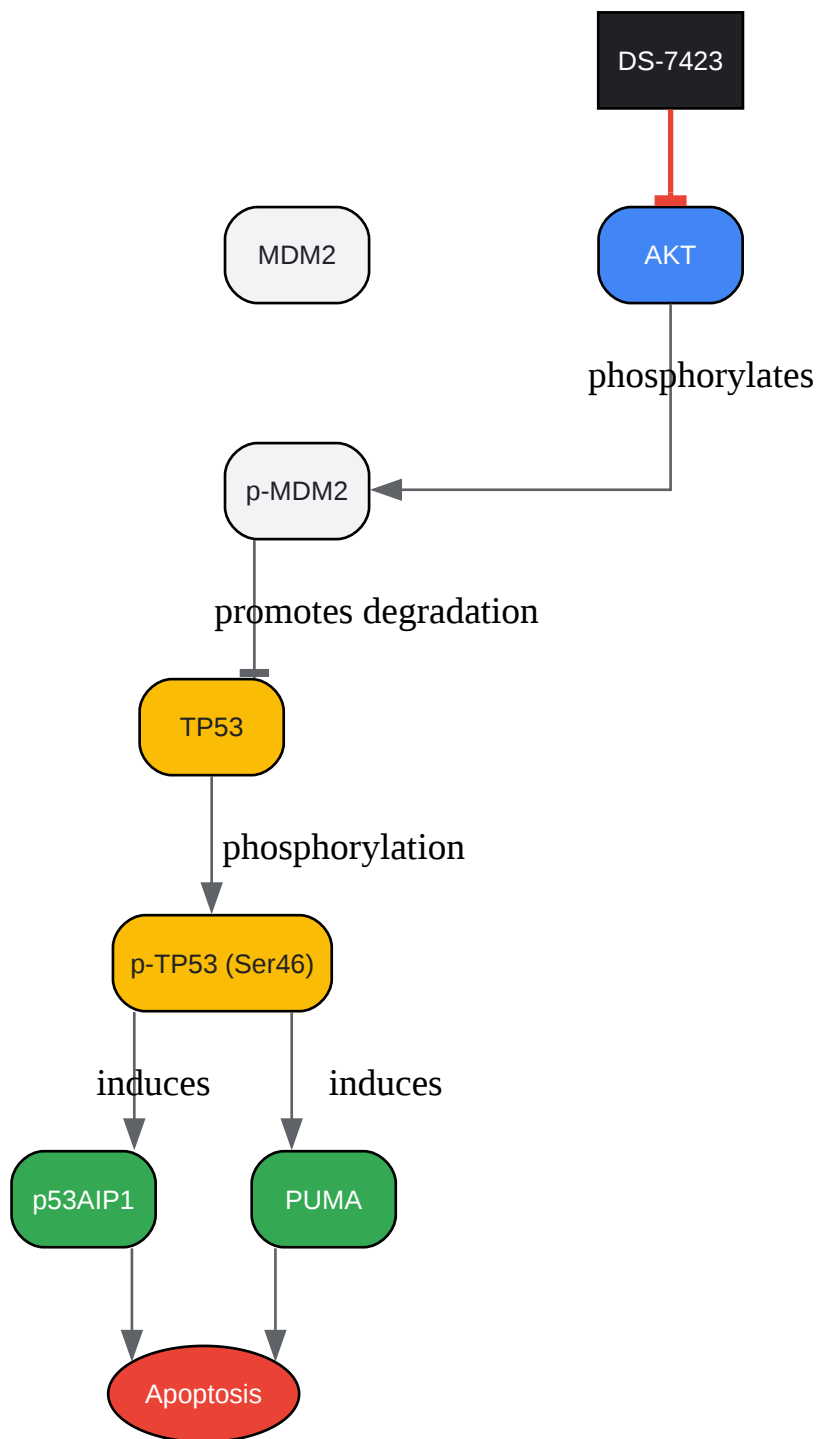 DS-7423
MDM2
AKT
phosphorylates
p-MDM2
promotes degradation
TP53
phosphorylation
p-TP53 (Ser46)
induces
induces
p53AIP1
PUMA
Apoptosis